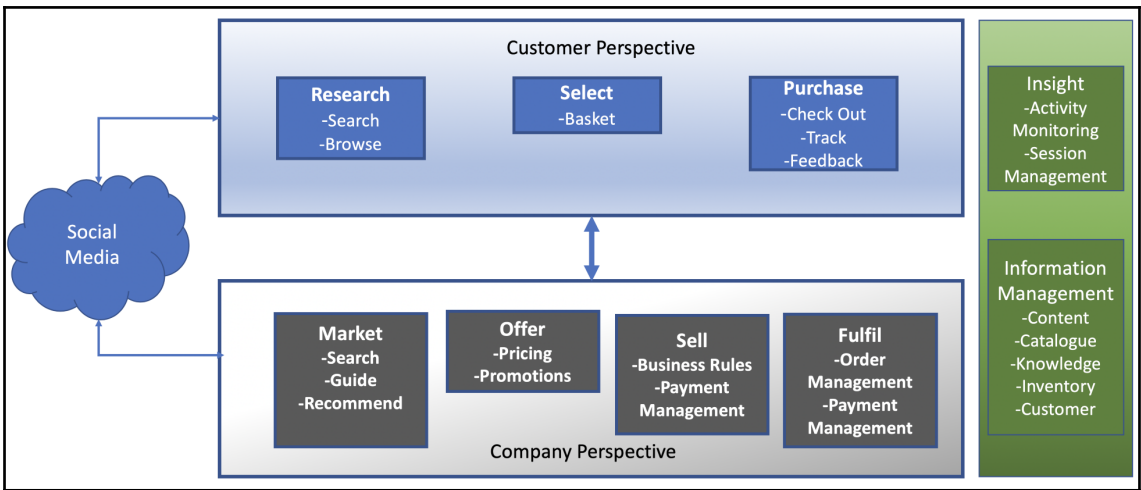 Customer Perspective
Research
-Search
-Browse
Select
-Basket
Purchase
-Check Out
-Track
-Feedback
Social
Media
Market
-Search
-Guide
-Recommend
Offer
-Pricing
-Promotions
Sell
-Business Rules
-Payment
Management
Fulfil
-Order
Management
-Payment
Management
Company Perspective
Insight
-Activity
Monitoring
-Session
Management
Information
Management
-Content
-Catalogue
-Knowledge
-Inventory
-Customer